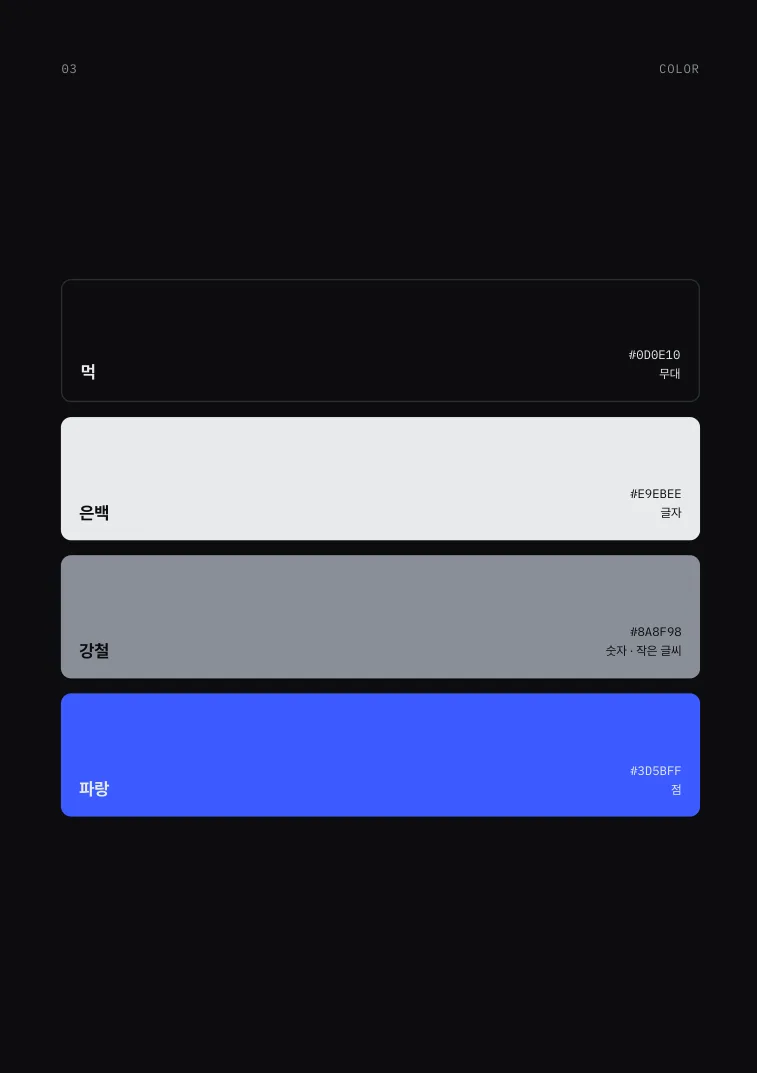 03
COLOR
먹
#0D0E10
무대
은백
#E9EBEE
글자
강철
#8A8F98
숫자 · 작은 글씨
파랑
#3D5BFF
점